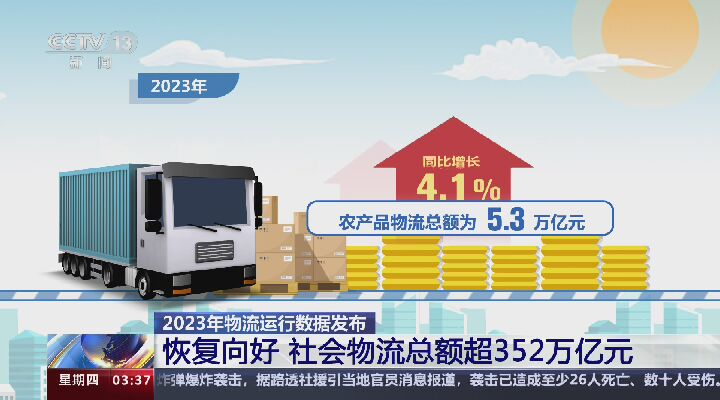 CCTV 13
新闻
2023年
同比增长
4.1%
农产品物流总额为 5.3 万亿元
2023年物流运行数据发布
恢复向好 社会物流总额超352万亿元
星期四 03:37 炸弹爆炸袭击，据路透社援引当地官员消息报道，袭击已造成至少26人死亡、数十人受伤。